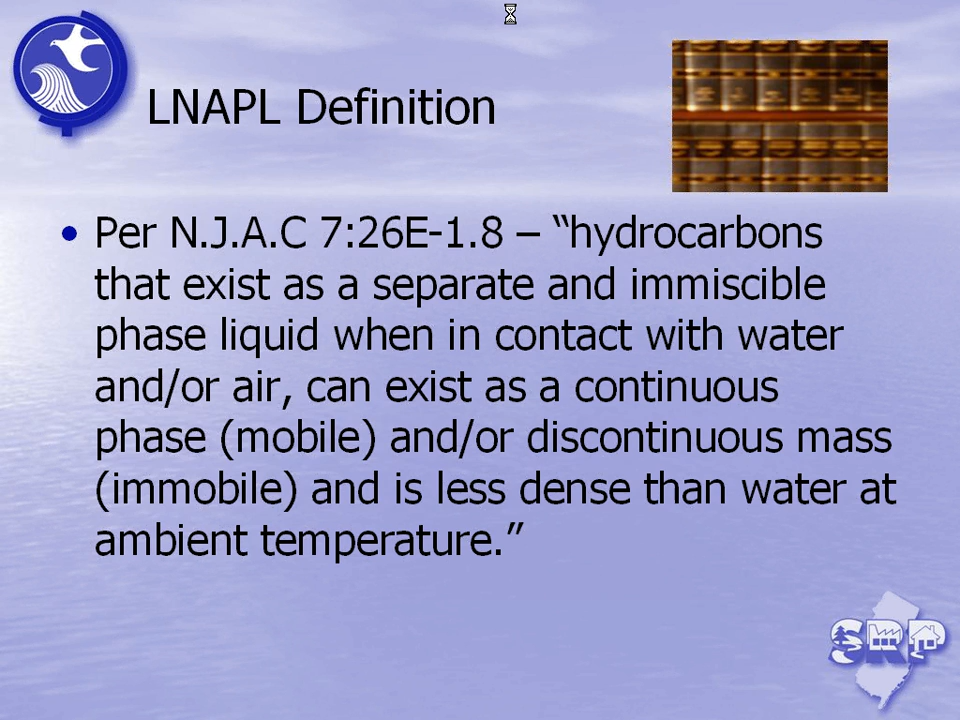 LNAPL Definition
• Per N.J.A.C 7:26E-1.8 – “hydrocarbons
that exist as a separate and immiscible
phase liquid when in contact with water
and/or air, can exist as a continuous
phase (mobile) and/or discontinuous mass
(immobile) and is less dense than water at
ambient temperature.”
SRP